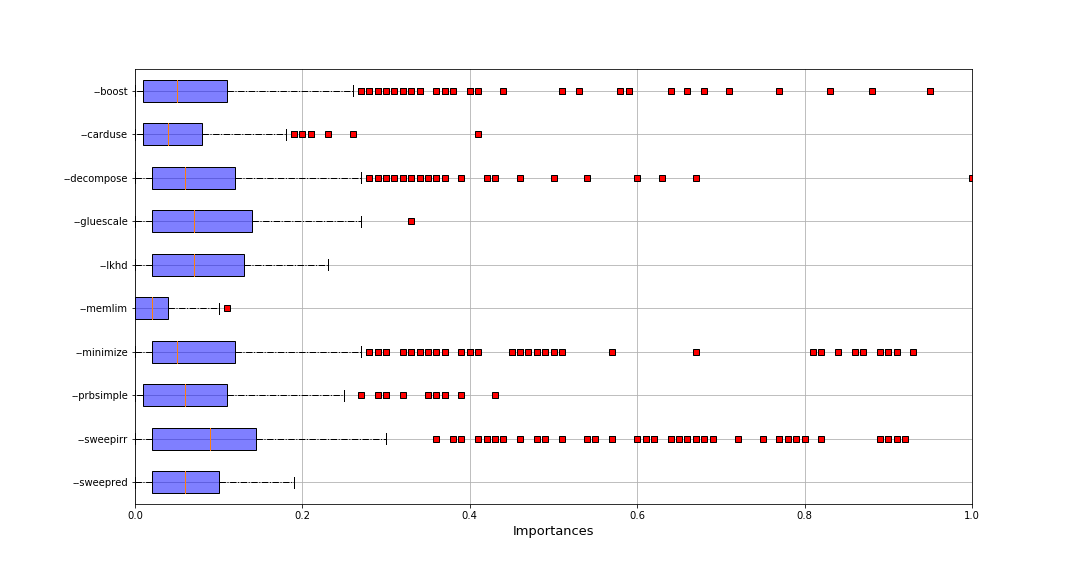 −boost
−carduse
−decompose
−gluescale
−lkhd
−memlim
−minimize
−prbsimple
−sweepirr
−sweepred
0.0 0.2 0.4 0.6 0.8 1.0
Importances